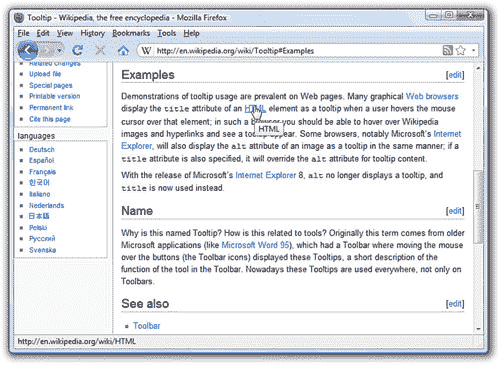 Tooltip - Wikipedia, the free encyclopedia - Mozilla Firefox
File Edit View History Bookmarks Tools Help
W http://en.wikipedia.org/wiki/Tooltip#Examples
Related changes
Upload file
Special pages
Printable version
Permanent link
Cite this page
languages
Deutsch
Español
Français
한국어
Italiano
Nederlands
日本語
Polski
Русский
Svenska
Examples [edit]
Demonstrations of tooltip usage are prevalent on Web pages. Many graphical Web browsers
display the title attribute of an HTML element as a tooltip when a user hovers the mouse
cursor over that element; in such a browser you should be able to hover over Wikipedia
images and hyperlinks and see a tooltip appear. Some browsers, notably Microsoft's Internet
HTML
Explorer, will also display the alt attribute of an image as a tooltip in the same manner; if a
title attribute is also specified, it will override the alt attribute for tooltip content.
With the release of Microsoft's Internet Explorer 8, alt no longer displays a tooltip, and
title is now used instead.
Name [edit]
Why is this named Tooltip? How is this related to tools? Originally this term comes from older
Microsoft applications (like Microsoft Word 95), which had a Toolbar where moving the mouse
over the buttons (the Toolbar icons) displayed these Tooltips, a short description of the
function of the tool in the Toolbar. Nowadays these Tooltips are used everywhere, not only on
Toolbars.
See also [edit]
Toolbar
http://en.wikipedia.org/wiki/HTML